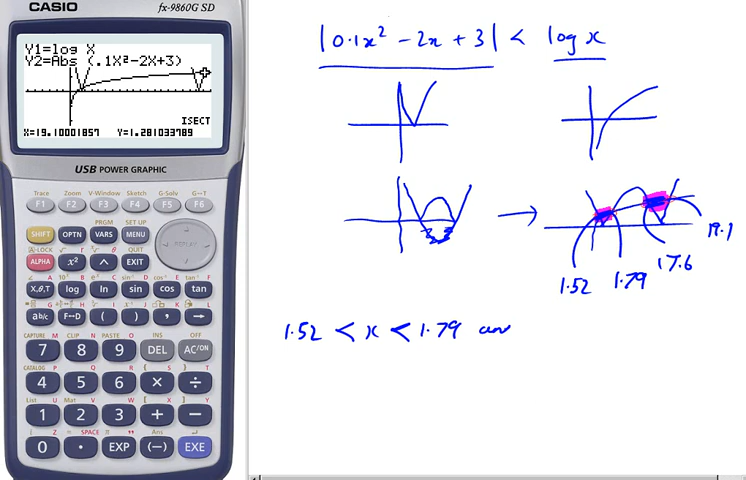 CASIO
fx-9860G SD
Y1=log X
Y2=Abs (.1X²-2X+3)
ISECT
X=19.10001857 Y=1.281033789
USB POWER GRAPHIC
Trace Zoom V-Window Sketch G-Solv G↔T
F1 F2 F3 F4 F5 F6
PRGM SET UP
SHIFT OPTN VARS MENU
REPLAY
A-LOCK QUIT
ALPHA x² ^ EXIT
X,θ,T log ln sin cos tan
a b/c F↔D ( ) , →
CAPTURE CLIP PASTE INS OFF
7 8 9 DEL AC/ON
CATALOG
4 5 6 × ÷
List Mat
1 2 3 + −
SPACE Ans
0 . EXP (−) EXE
|0.1x² - 2x + 3| < log x
1.52 1.79 17.6 19.1
1.52 < x < 1.79 an